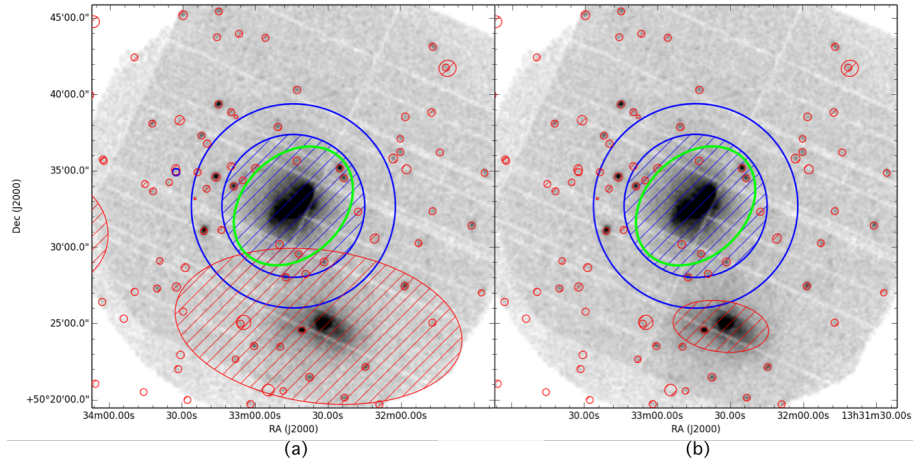 45'00.0"
40'00.0"
35'00.0"
30'00.0"
25'00.0"
+50°20'00.0"
Dec (J2000)
34m00.00s 30.00s 33m00.00s 30.00s 32m00.00s
RA (J2000)
30.00s 33m00.00s 30.00s 32m00.00s 13h31m30.00s
RA (J2000)
(a)
(b)